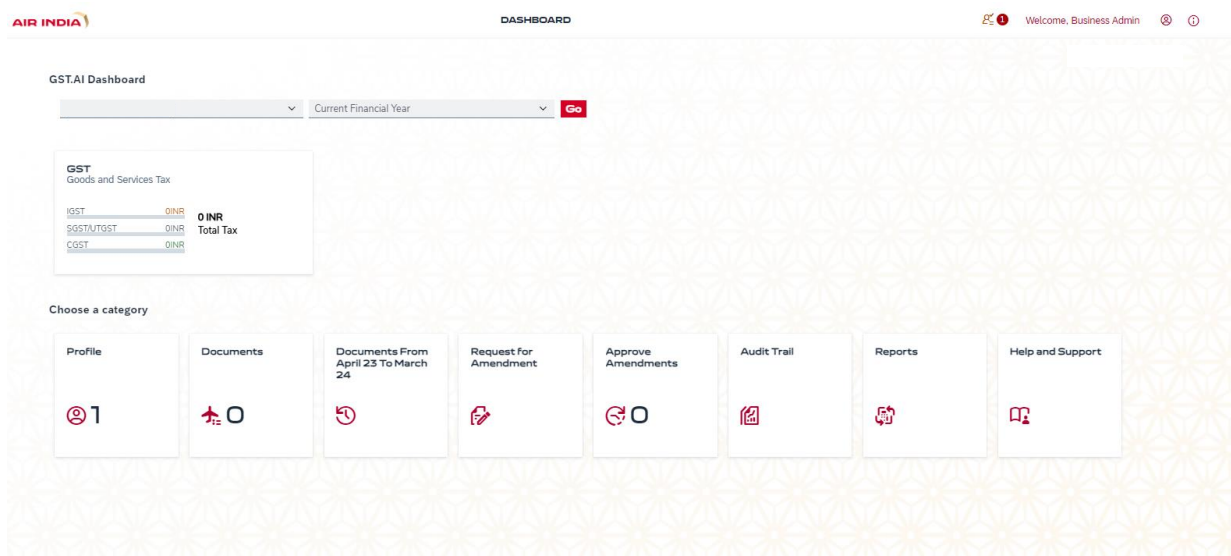 AIR INDIA
DASHBOARD
1
Welcome, Business Admin
GST.AI Dashboard
Current Financial Year
Go
GST
Goods and Services Tax
IGST 0INR
SGST/UTGST 0INR
CGST 0INR
0 INR
Total Tax
Choose a category
Profile
1
Documents
0
Documents From
April 23 To March
24
Request for
Amendment
Approve
Amendments
0
Audit Trail
Reports
Help and Support